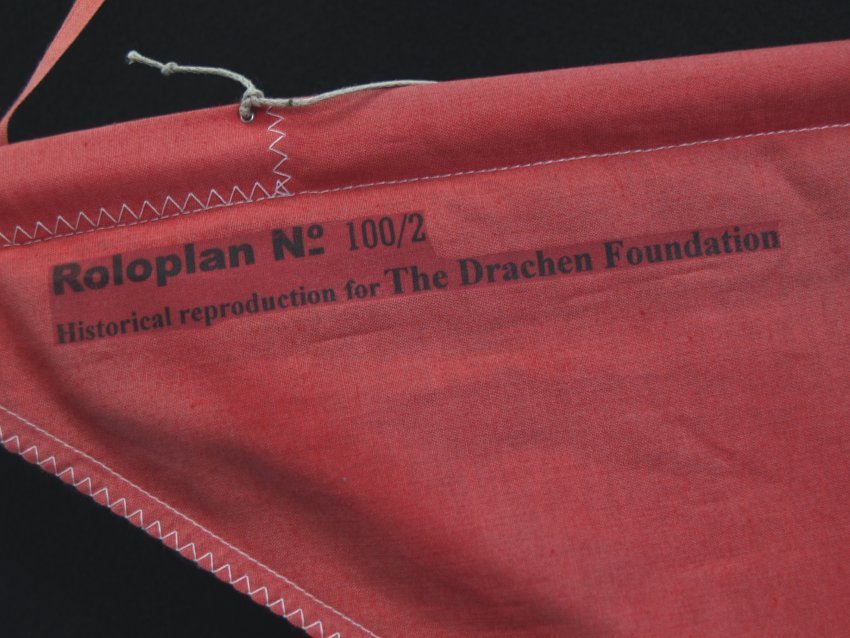 Roloplan Nº 100/2
Historical reproduction for The Drachen Foundation